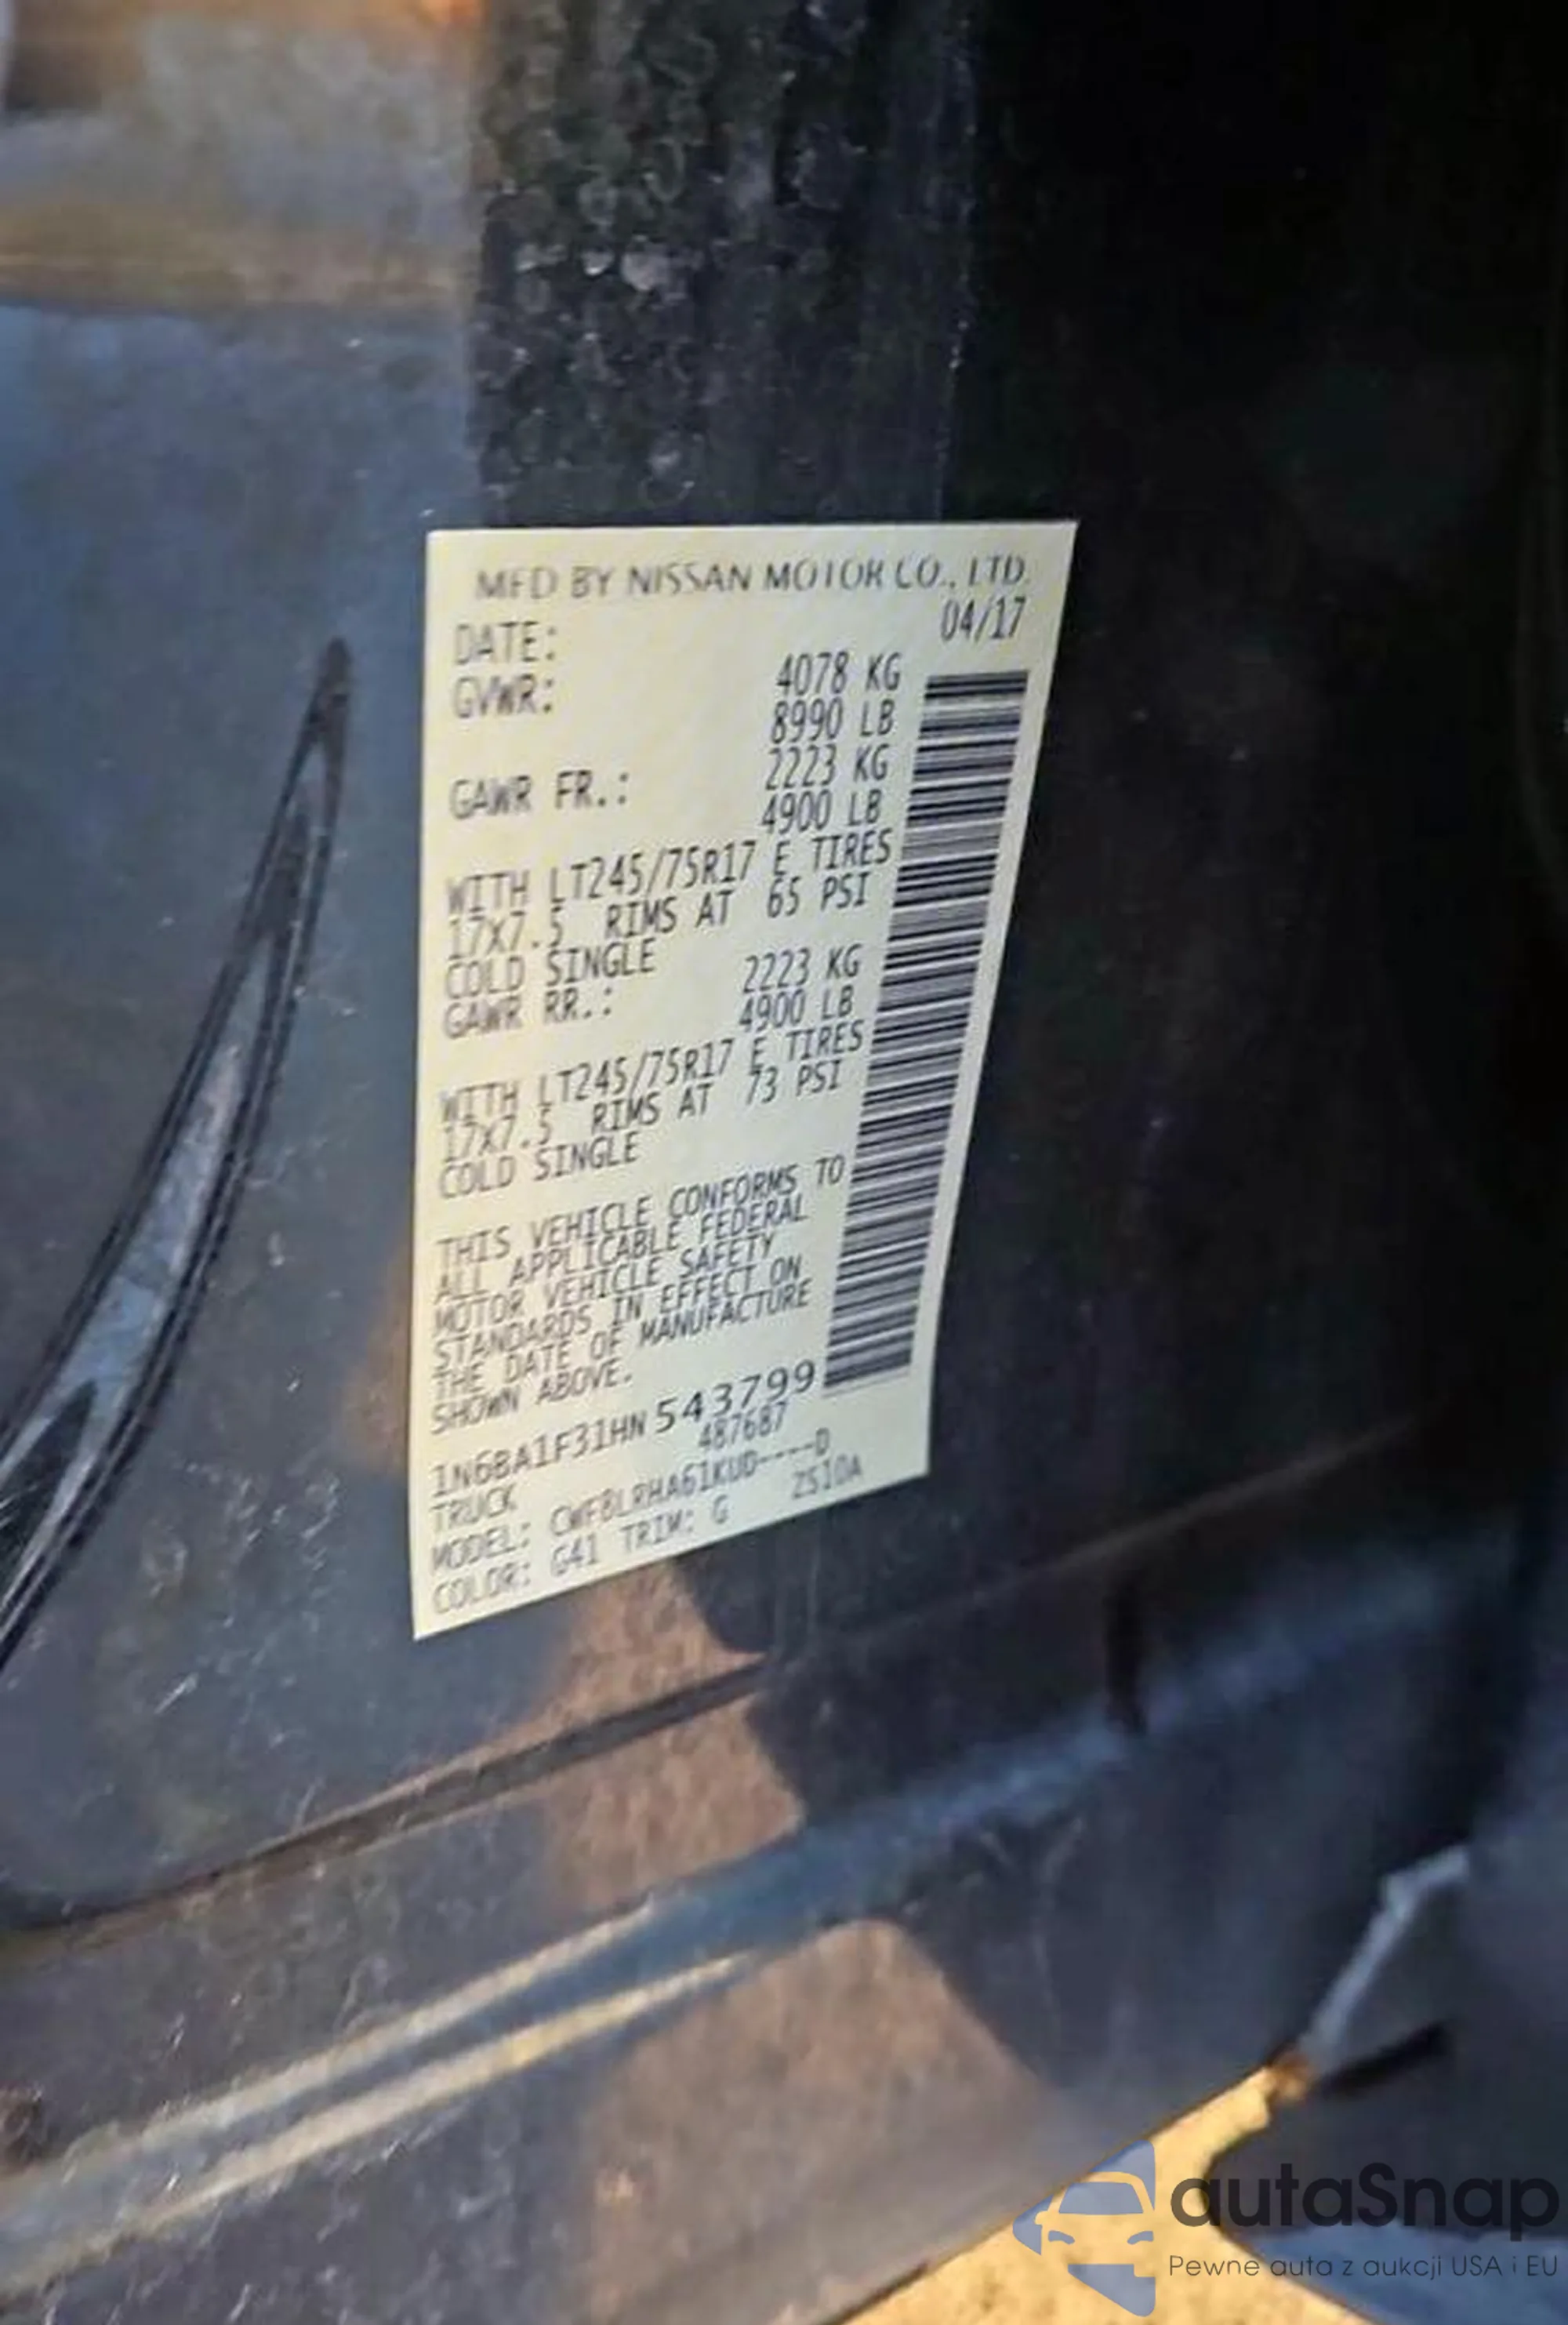 MFD BY NISSAN MOTOR CO., LTD.
DATE: 04/17
GVWR: 4078 KG
8990 LB
GAWR FR.: 2223 KG
4900 LB
WITH LT245/75R17 E TIRES
17X7.5 RIMS AT 65 PSI
COLD SINGLE
GAWR RR.: 2223 KG
4900 LB
WITH LT245/75R17 E TIRES
17X7.5 RIMS AT 73 PSI
COLD SINGLE
THIS VEHICLE CONFORMS TO
ALL APPLICABLE FEDERAL
MOTOR VEHICLE SAFETY
STANDARDS IN EFFECT ON
THE DATE OF MANUFACTURE
SHOWN ABOVE.
1N6BA1F31HN543799
TRUCK 487687
MODEL: CWF8LRHA61KUD----D
COLOR: G41 TRIM: G ZS10A
autaSnap
Pewne auta z aukcji USA i EU